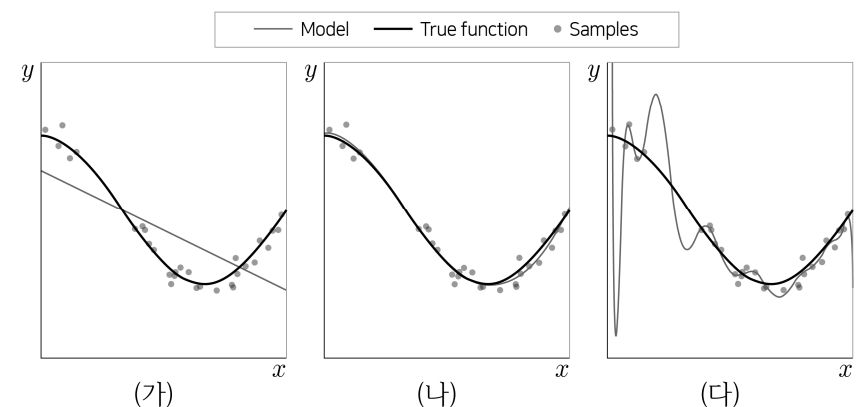 Model True function Samples
y y y
x x x
(가) (나) (다)